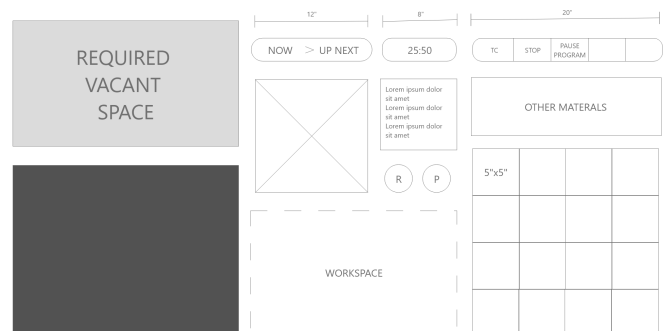 12"
8"
20"
REQUIRED
VACANT
SPACE
NOW > UP NEXT
25:50
TC
STOP
PAUSE
PROGRAM
Lorem ipsum dolor
sit amet
Lorem ipsum dolor
sit amet
Lorem ipsum dolor
sit amet
OTHER MATERALS
R
P
5"x5"
WORKSPACE